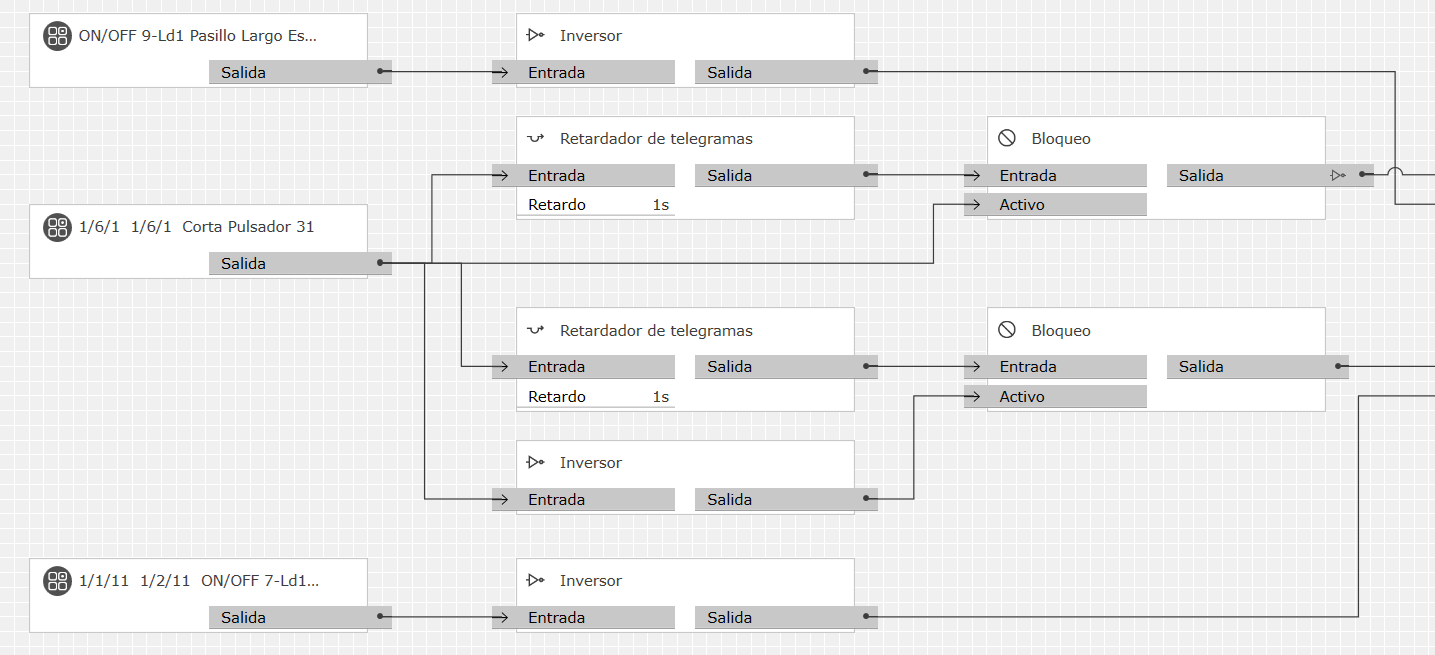 ON/OFF 9-Ld1 Pasillo Largo Es...
Salida
Inversor
Entrada Salida
Retardador de telegramas
Entrada Salida
Retardo 1s
Bloqueo
Entrada Salida
Activo
1/6/1 1/6/1 Corta Pulsador 31
Salida
Retardador de telegramas
Entrada Salida
Retardo 1s
Bloqueo
Entrada Salida
Activo
Inversor
Entrada Salida
1/1/11 1/2/11 ON/OFF 7-Ld1...
Salida
Inversor
Entrada Salida